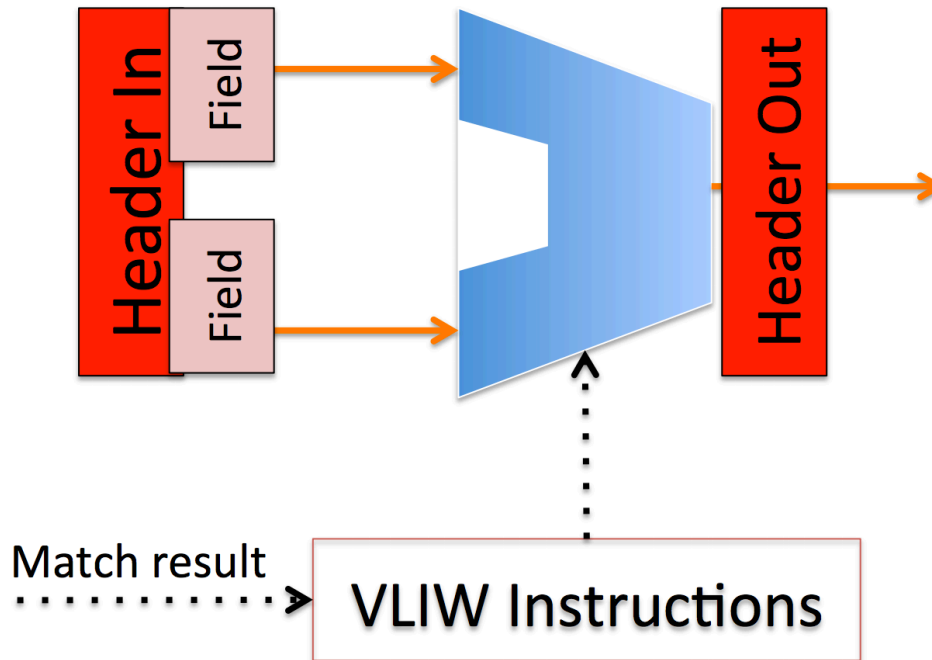 Header In
Field
Field
Header Out
Match result
VLIW Instructions